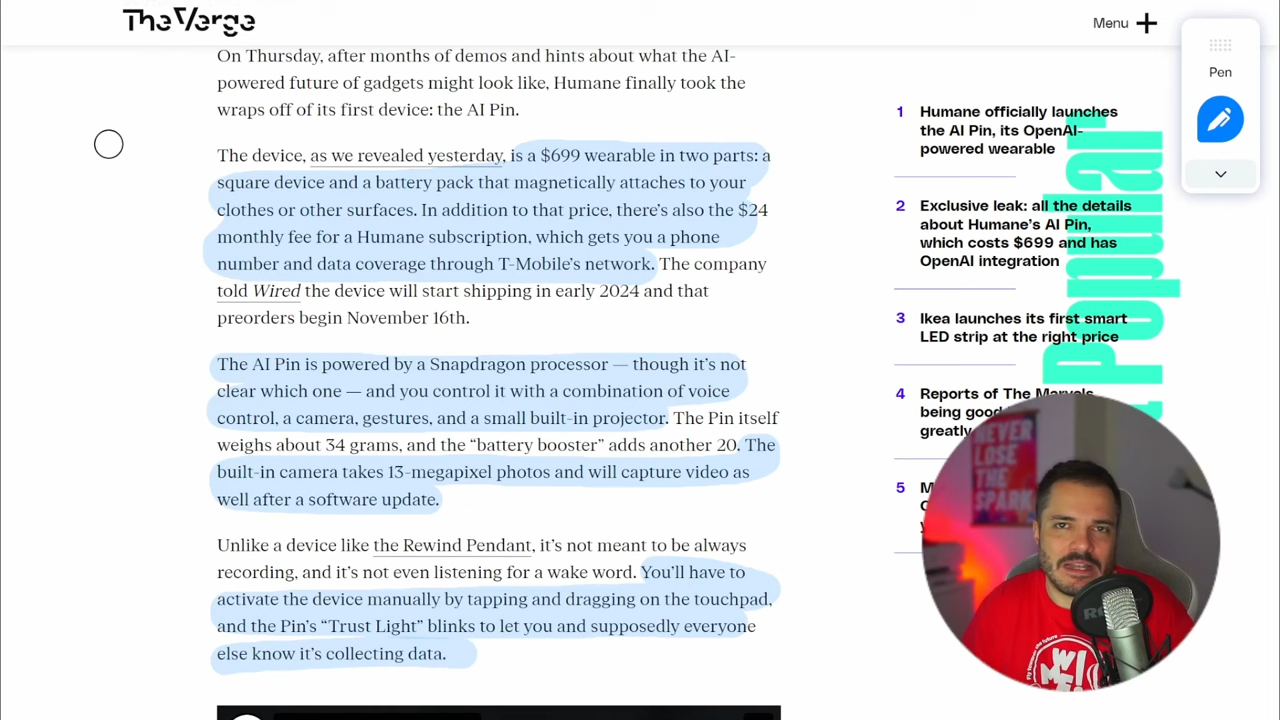 The Verge
Menu
Pen
On Thursday, after months of demos and hints about what the AI-
powered future of gadgets might look like, Humane finally took the
wraps off of its first device: the AI Pin.
The device, as we revealed yesterday, is a $699 wearable in two parts: a
square device and a battery pack that magnetically attaches to your
clothes or other surfaces. In addition to that price, there’s also the $24
monthly fee for a Humane subscription, which gets you a phone
number and data coverage through T-Mobile’s network. The company
told Wired the device will start shipping in early 2024 and that
preorders begin November 16th.
The AI Pin is powered by a Snapdragon processor — though it’s not
clear which one — and you control it with a combination of voice
control, a camera, gestures, and a small built-in projector. The Pin itself
weighs about 34 grams, and the “battery booster” adds another 20. The
built-in camera takes 13-megapixel photos and will capture video as
well after a software update.
Unlike a device like the Rewind Pendant, it’s not meant to be always
recording, and it’s not even listening for a wake word. You’ll have to
activate the device manually by tapping and dragging on the touchpad,
and the Pin’s “Trust Light” blinks to let you and supposedly everyone
else know it’s collecting data.
1 Humane officially launches
the AI Pin, its OpenAI-
powered wearable
2 Exclusive leak: all the details
about Humane’s AI Pin,
which costs $699 and has
OpenAI integration
3 Ikea launches its first smart
LED strip at the right price
4 Reports of The Marvels
being good
greatly
5
Popular
NEVER
LOSE
THE
SPARK